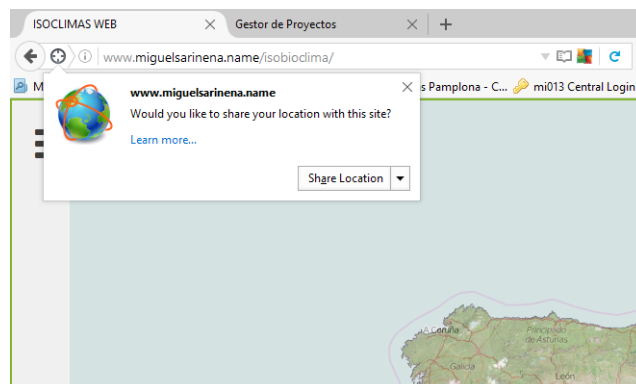 ISOCLIMAS WEB
Gestor de Proyectos
www.miguelsarinena.name/isobioclima/
M
s Pamplona - C...
mi013 Central Login
www.miguelsarinena.name
Would you like to share your location with this site?
Learn more...
Share Location
A Coruña
Principado
de Asturias
Galicia
León